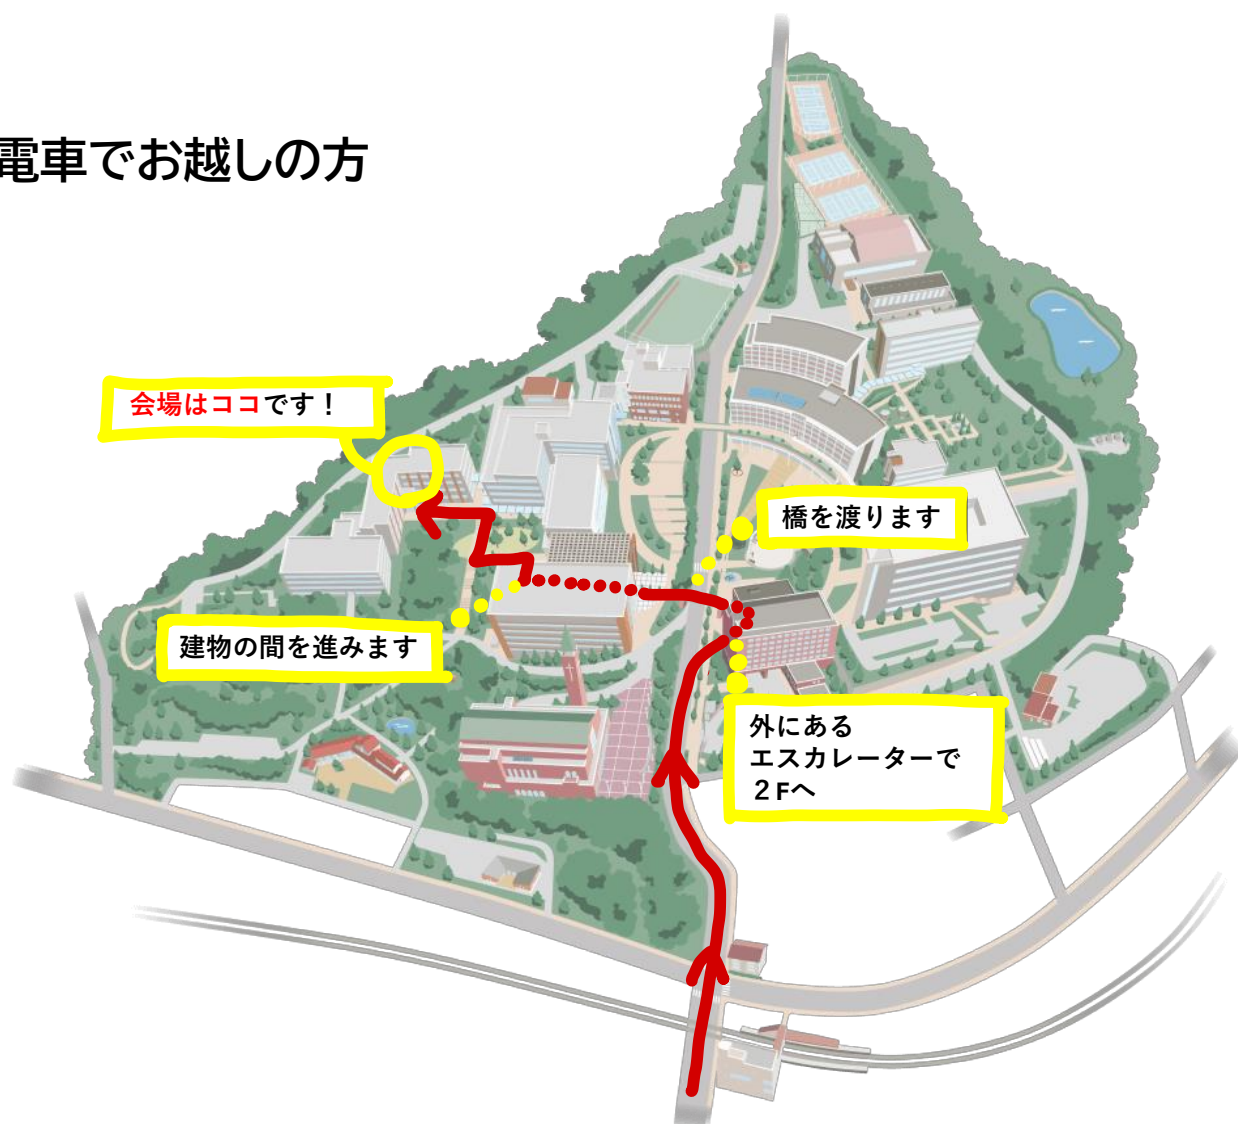 電車でお越しの方
会場はココです！
橋を渡ります
建物の間を進みます
外にある
エスカレーターで
２Fへ